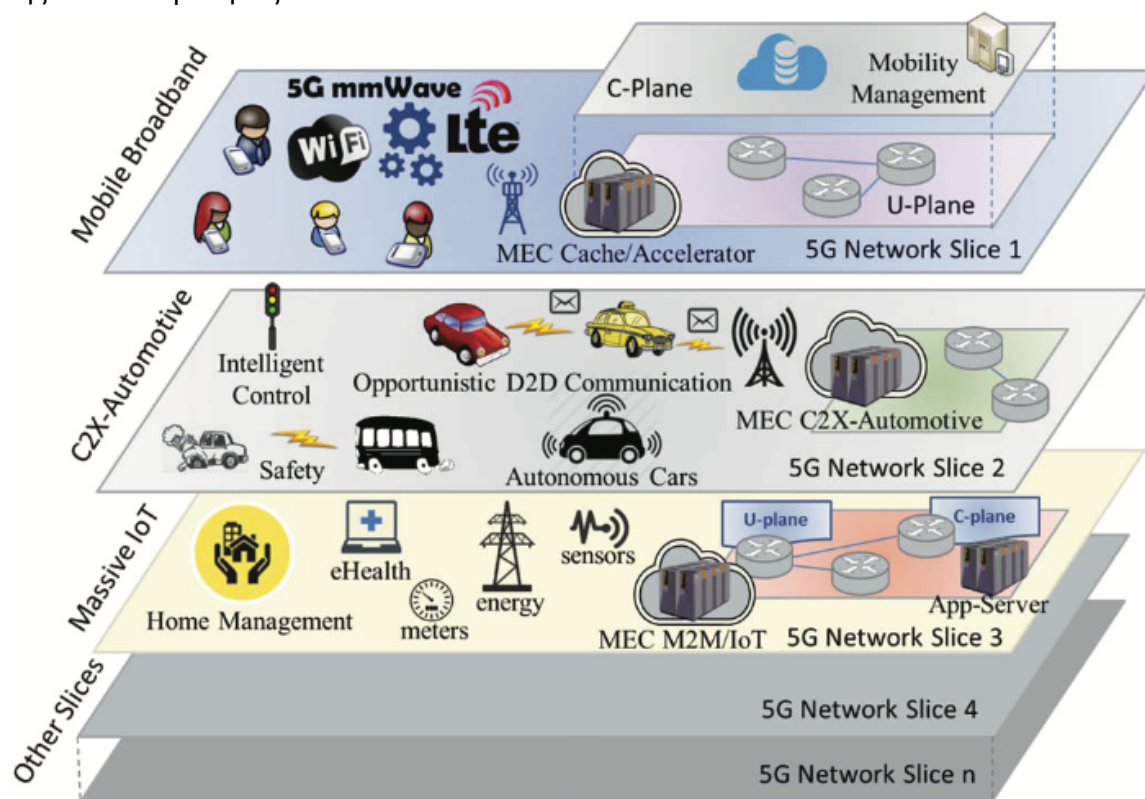 Mobile Broadband
5G mmWave
WiFi
Lte
C-Plane
Mobility
Management
U-Plane
MEC Cache/Accelerator
5G Network Slice 1
C2X-Automotive
Intelligent
Control
Opportunistic D2D Communication
MEC C2X-Automotive
Safety
Autonomous Cars
5G Network Slice 2
Massive IoT
U-plane
C-plane
sensors
eHealth
energy
App-Server
Home Management
meters
MEC M2M/IoT
5G Network Slice 3
Other Slices
5G Network Slice 4
5G Network Slice n